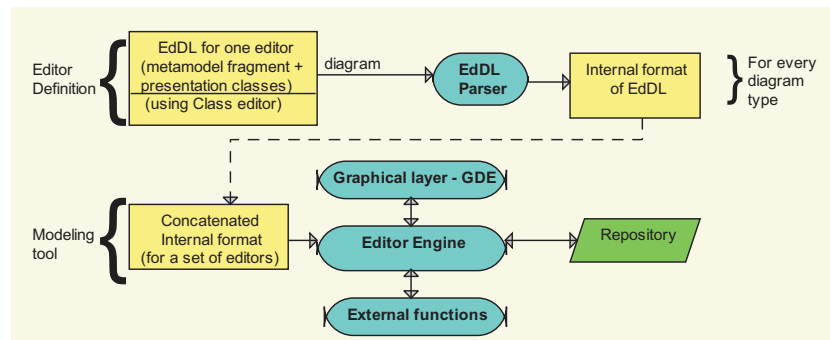 Editor
Definition
EdDL for one editor
(metamodel fragment +
presentation classes)
(using Class editor)
diagram
EdDL
Parser
Internal format
of EdDL
For every
diagram
type
Graphical layer - GDE
Modeling
tool
Concatenated
Internal format
(for a set of editors)
Editor Engine
Repository
External functions